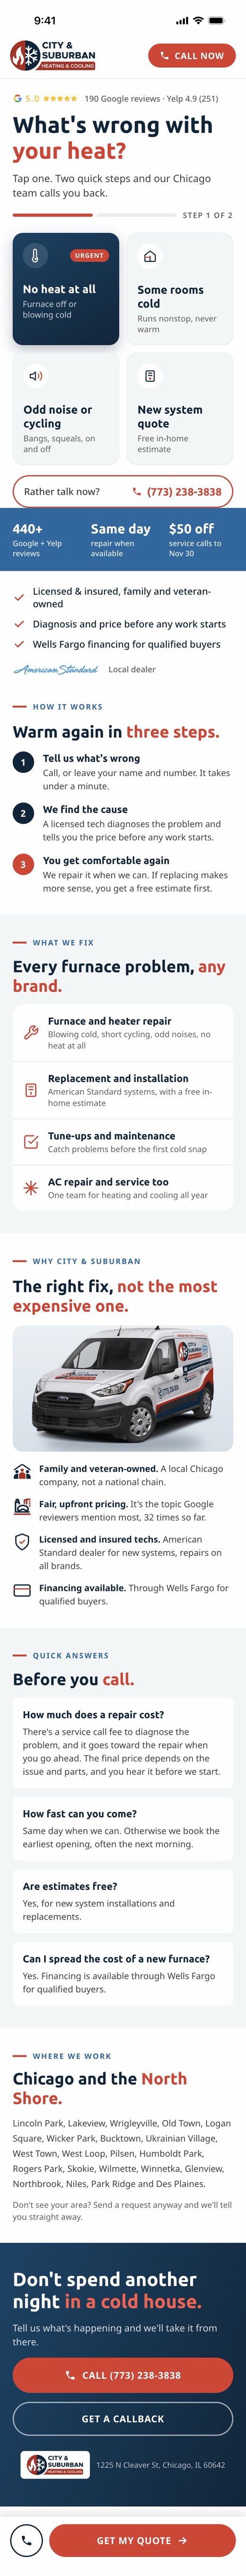 9:41
CITY &
SUBURBAN
HEATING & COOLING
CALL NOW
5.0 ★★★★★ 190 Google reviews · Yelp 4.9 (251)
What's wrong with
your heat?
Tap one. Two quick steps and our Chicago
team calls you back.
STEP 1 OF 2
URGENT
No heat at all
Furnace off or
blowing cold
Some rooms
cold
Runs nonstop, never
warm
Odd noise or
cycling
Bangs, squeals, on
and off
New system
quote
Free in-home
estimate
Rather talk now?
(773) 238-3838
440+
Google + Yelp
reviews
Same day
repair when
available
$50 off
service calls to
Nov 30
Licensed & insured, family and veteran-
owned
Diagnosis and price before any work starts
Wells Fargo financing for qualified buyers
American Standard
Local dealer
HOW IT WORKS
Warm again in three steps.
1
Tell us what's wrong
Call, or leave your name and number. It takes
under a minute.
2
We find the cause
A licensed tech diagnoses the problem and
tells you the price before any work starts.
3
You get comfortable again
We repair it when we can. If replacing makes
more sense, you get a free estimate first.
WHAT WE FIX
Every furnace problem, any
brand.
Furnace and heater repair
Blowing cold, short cycling, odd noises, no
heat at all
Replacement and installation
American Standard systems, with a free in-
home estimate
Tune-ups and maintenance
Catch problems before the first cold snap
AC repair and service too
One team for heating and cooling all year
WHY CITY & SUBURBAN
The right fix, not the most
expensive one.
Family and veteran-owned. A local Chicago
company, not a national chain.
Fair, upfront pricing. It's the topic Google
reviewers mention most, 32 times so far.
Licensed and insured techs. American
Standard dealer for new systems, repairs on
all brands.
Financing available. Through Wells Fargo for
qualified buyers.
QUICK ANSWERS
Before you call.
How much does a repair cost?
There's a service call fee to diagnose the
problem, and it goes toward the repair when
you go ahead. The final price depends on the
issue and parts, and you hear it before we start.
How fast can you come?
Same day when we can. Otherwise we book the
earliest opening, often the next morning.
Are estimates free?
Yes, for new system installations and
replacements.
Can I spread the cost of a new furnace?
Yes. Financing is available through Wells Fargo
for qualified buyers.
WHERE WE WORK
Chicago and the North
Shore.
Lincoln Park, Lakeview, Wrigleyville, Old Town, Logan
Square, Wicker Park, Bucktown, Ukrainian Village,
West Town, West Loop, Pilsen, Humboldt Park,
Rogers Park, Skokie, Wilmette, Winnetka, Glenview,
Northbrook, Niles, Park Ridge and Des Plaines.
Don't see your area? Send a request anyway and we'll tell
you straight away.
Don't spend another
night in a cold house.
Tell us what's happening and we'll take it from
there.
CALL (773) 238-3838
GET A CALLBACK
CITY &
SUBURBAN
HEATING & COOLING
1225 N Cleaver St, Chicago, IL 60642
GET MY QUOTE →